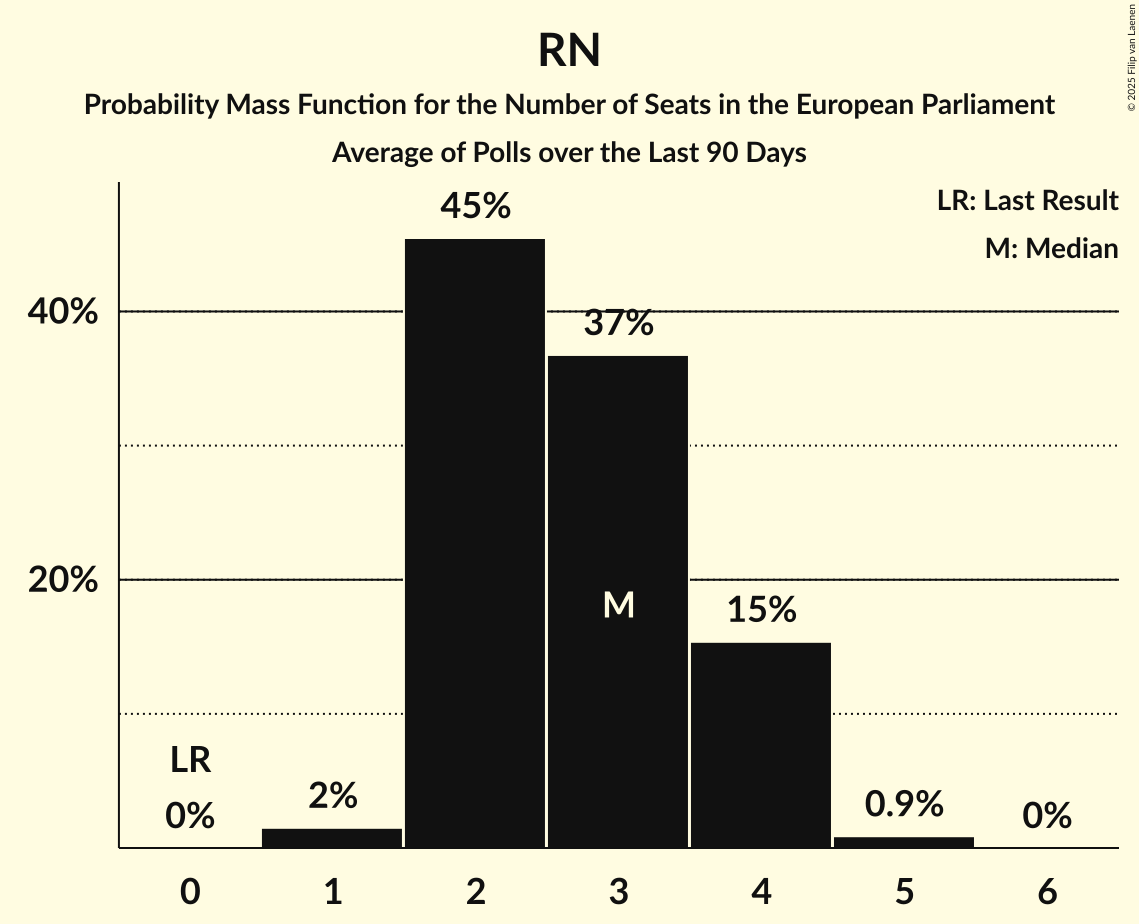 RN
Probability Mass Function for the Number of Seats in the European Parliament
Average of Polls over the Last 90 Days
© 2025 Filip van Laenen
LR: Last Result
M: Median
45%
40%
37%
20%
M
15%
LR
0%
2%
0.9%
0%
0 1 2 3 4 5 6